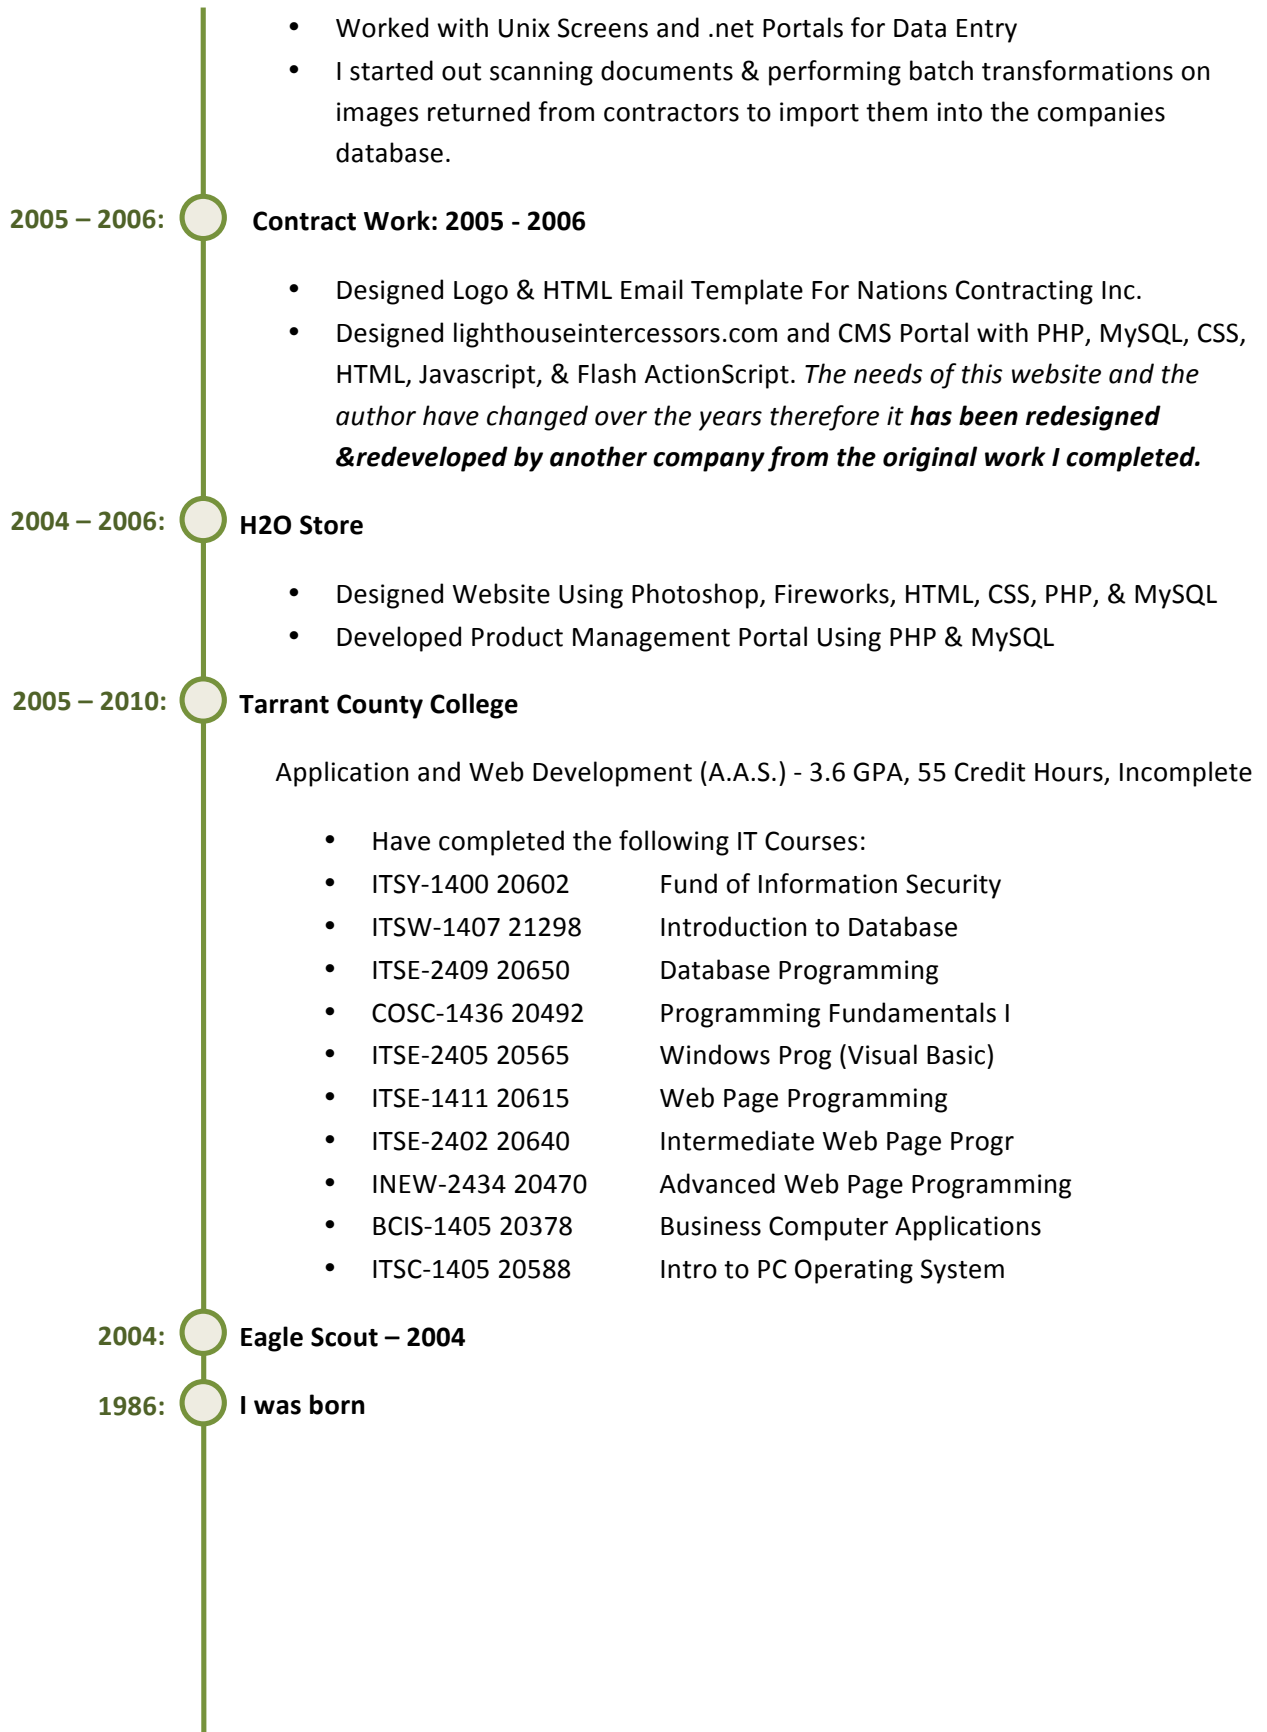 • Worked with Unix Screens and .net Portals for Data Entry
• I started out scanning documents & performing batch transformations on
images returned from contractors to import them into the companies
database.
2005 – 2006: Contract Work: 2005 - 2006
• Designed Logo & HTML Email Template For Nations Contracting Inc.
• Designed lighthouseintercessors.com and CMS Portal with PHP, MySQL, CSS,
HTML, Javascript, & Flash ActionScript. The needs of this website and the
author have changed over the years therefore it has been redesigned
&redeveloped by another company from the original work I completed.
2004 – 2006: H2O Store
• Designed Website Using Photoshop, Fireworks, HTML, CSS, PHP, & MySQL
• Developed Product Management Portal Using PHP & MySQL
2005 – 2010: Tarrant County College
Application and Web Development (A.A.S.) - 3.6 GPA, 55 Credit Hours, Incomplete
• Have completed the following IT Courses:
• ITSY-1400 20602 Fund of Information Security
• ITSW-1407 21298 Introduction to Database
• ITSE-2409 20650 Database Programming
• COSC-1436 20492 Programming Fundamentals I
• ITSE-2405 20565 Windows Prog (Visual Basic)
• ITSE-1411 20615 Web Page Programming
• ITSE-2402 20640 Intermediate Web Page Progr
• INEW-2434 20470 Advanced Web Page Programming
• BCIS-1405 20378 Business Computer Applications
• ITSC-1405 20588 Intro to PC Operating System
2004: Eagle Scout – 2004
1986: I was born